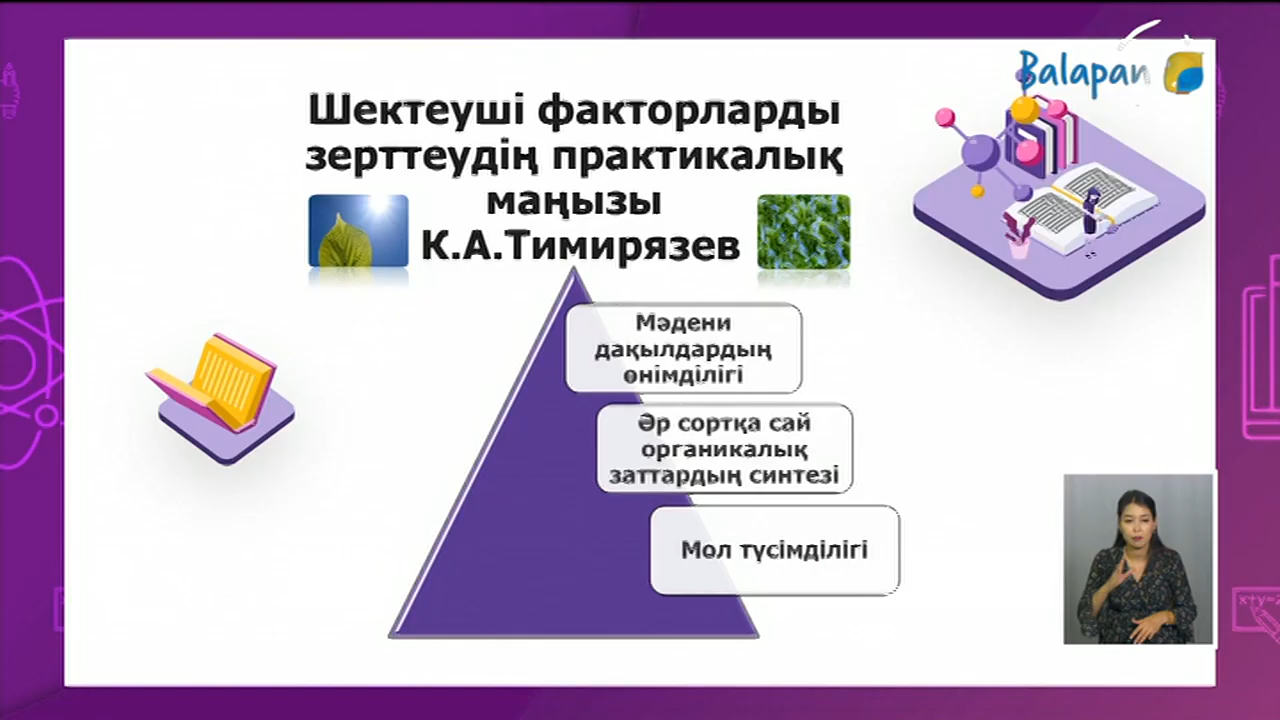 Balapan
Шектеуші факторларды
зерттеудің практикалық
маңызы
К.А.Тимирязев
Мәдени
дақылдардың
өнімділігі
Әр сортқа сай
органикалық
заттардың синтезі
Мол түсімділігі